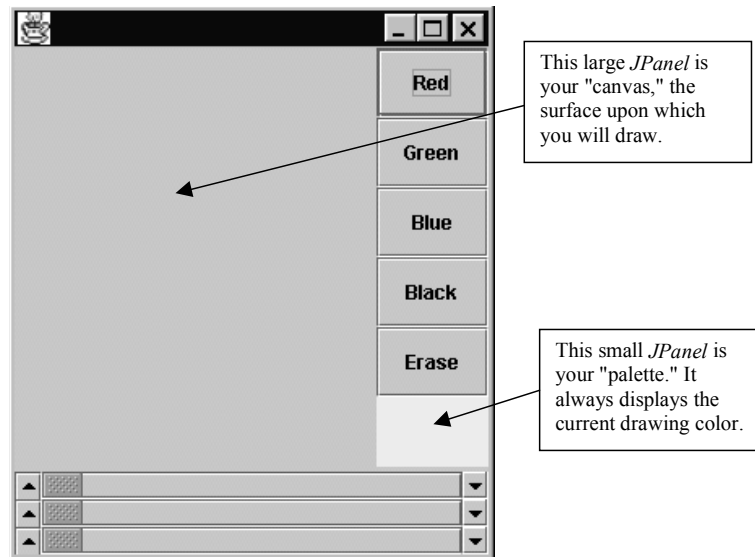 Red
Green
Blue
Black
Erase
This large JPanel is
your "canvas," the
surface upon which
you will draw.
This small JPanel is
your "palette." It
always displays the
current drawing color.